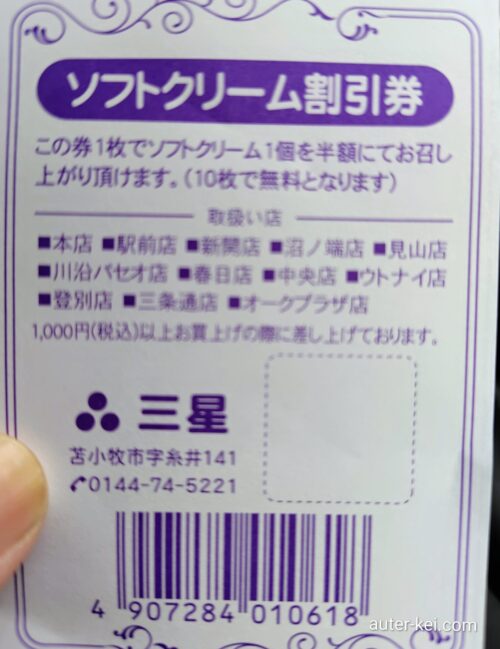 ソフトクリーム割引券
この券1枚でソフトクリーム1個を半額にてお召し
上がり頂けます。(10枚で無料となります)
取扱い店
■本店 ■駅前店 ■新開店 ■沼ノ端店 ■見山店
■川沿パセオ店 ■春日店 ■中央店 ■ウトナイ店
■登別店 ■三条通店 ■オークプラザ店
1,000円(税込)以上お買上げの際に差し上げております。
三星
苫小牧市字糸井141
0144-74-5221
4 907284 010618
auter-kei.com